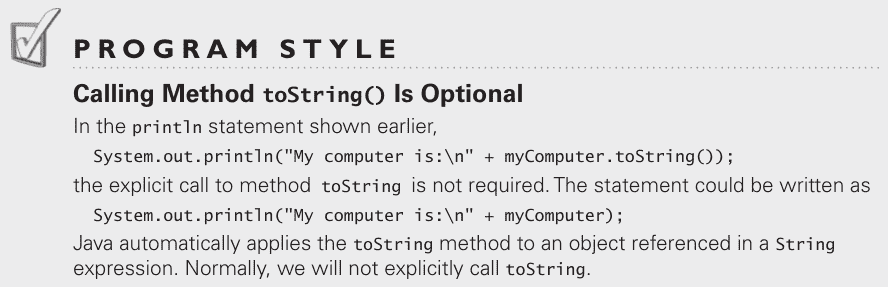 PROGRAM STYLE
Calling Method toString() Is Optional
In the println statement shown earlier,
System.out.println("My computer is:\n" + myComputer.toString());
the explicit call to method toString is not required. The statement could be written as
System.out.println("My computer is:\n" + myComputer);
Java automatically applies the toString method to an object referenced in a String
expression. Normally, we will not explicitly call toString.